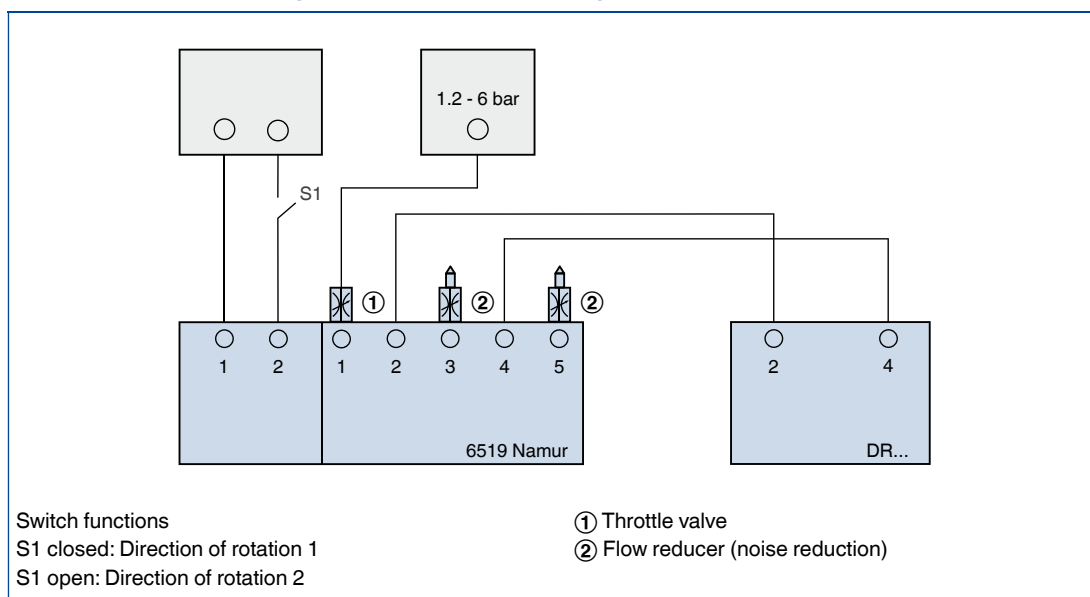 1.2 - 6 bar
S1
① ② ②
1 2 1 2 3 4 5 2 4
6519 Namur DR...
Switch functions
S1 closed: Direction of rotation 1
S1 open: Direction of rotation 2
① Throttle valve
② Flow reducer (noise reduction)